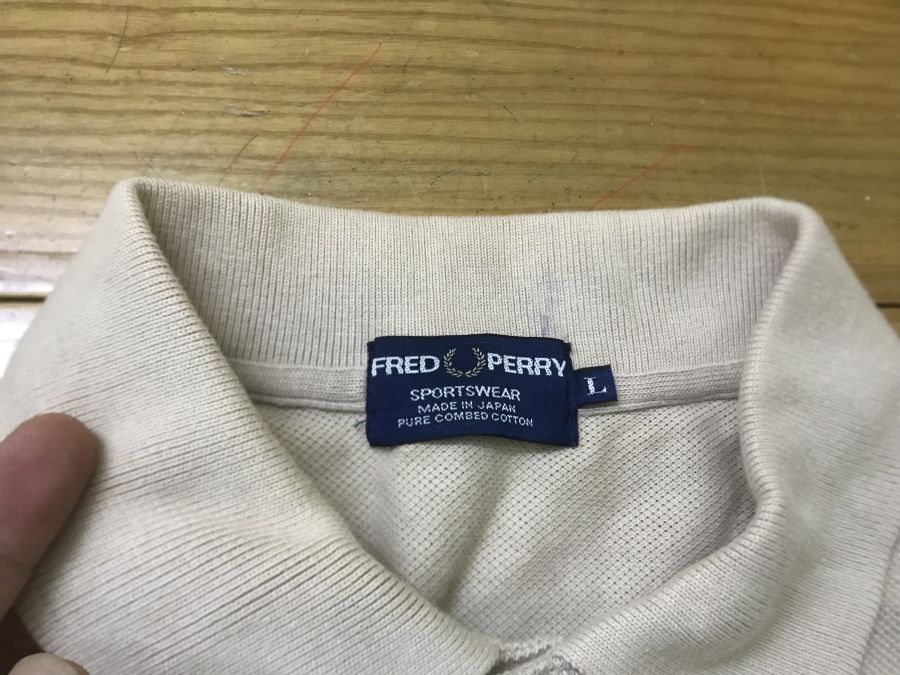 FRED PERRY
SPORTSWEAR
MADE IN JAPAN
PURE COMBED COTTON
L